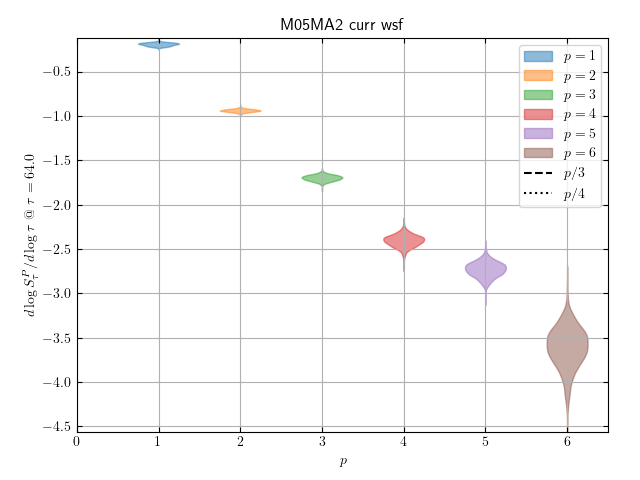 M05MA2 curr wsf
d log S_τ^p / d log τ @ τ = 64.0
−0.5
−1.0
−1.5
−2.0
−2.5
−3.0
−3.5
−4.0
−4.5
0 1 2 3 4 5 6
p
p = 1
p = 2
p = 3
p = 4
p = 5
p = 6
p/3
p/4